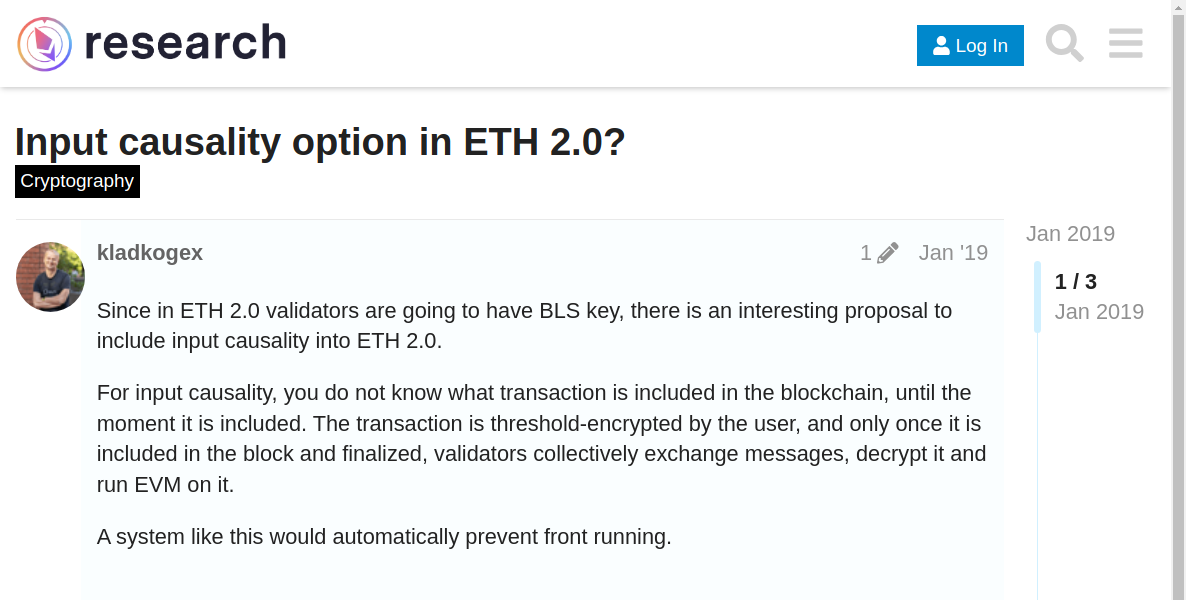 research
Log In
Input causality option in ETH 2.0?
Cryptography
kladkogex
1
Jan '19
Jan 2019
1 / 3
Jan 2019
Since in ETH 2.0 validators are going to have BLS key, there is an interesting proposal to
include input causality into ETH 2.0.
For input causality, you do not know what transaction is included in the blockchain, until the
moment it is included. The transaction is threshold-encrypted by the user, and only once it is
included in the block and finalized, validators collectively exchange messages, decrypt it and
run EVM on it.
A system like this would automatically prevent front running.